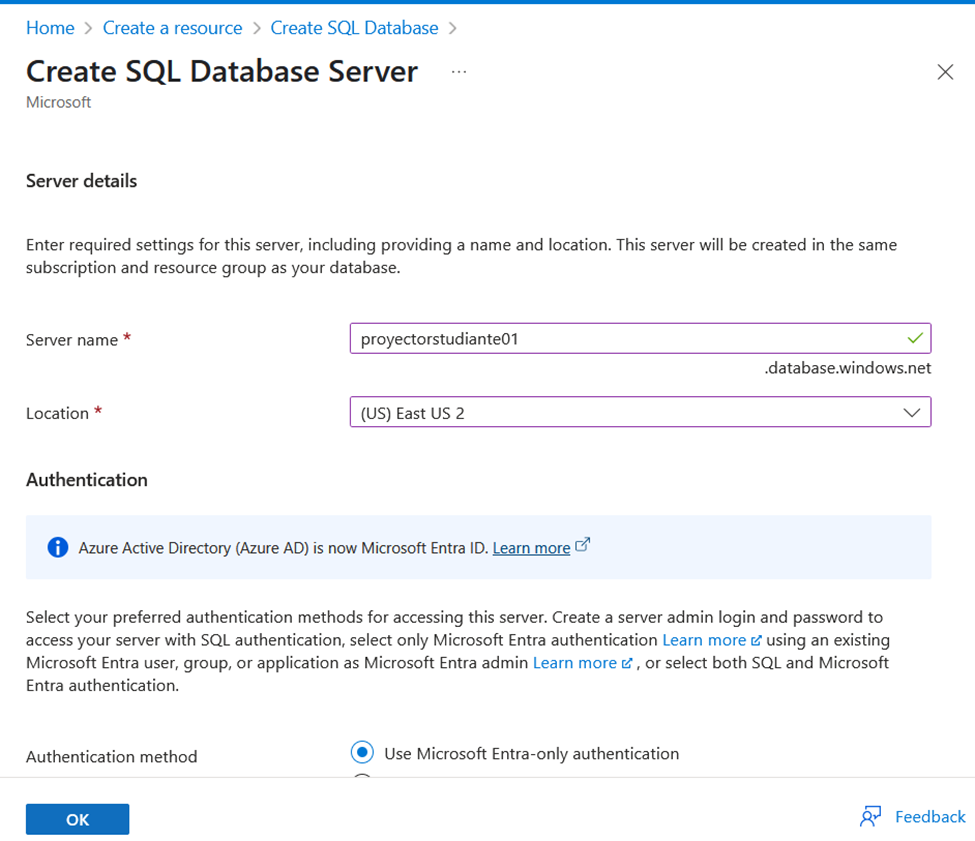 Home > Create a resource > Create SQL Database >
Create SQL Database Server ...
Microsoft
Server details
Enter required settings for this server, including providing a name and location. This server will be created in the same
subscription and resource group as your database.
Server name * proyectorstudiante01
.database.windows.net
Location * (US) East US 2
Authentication
Azure Active Directory (Azure AD) is now Microsoft Entra ID. Learn more
Select your preferred authentication methods for accessing this server. Create a server admin login and password to
access your server with SQL authentication, select only Microsoft Entra authentication Learn more using an existing
Microsoft Entra user, group, or application as Microsoft Entra admin Learn more , or select both SQL and Microsoft
Entra authentication.
Authentication method Use Microsoft Entra-only authentication
OK Feedback